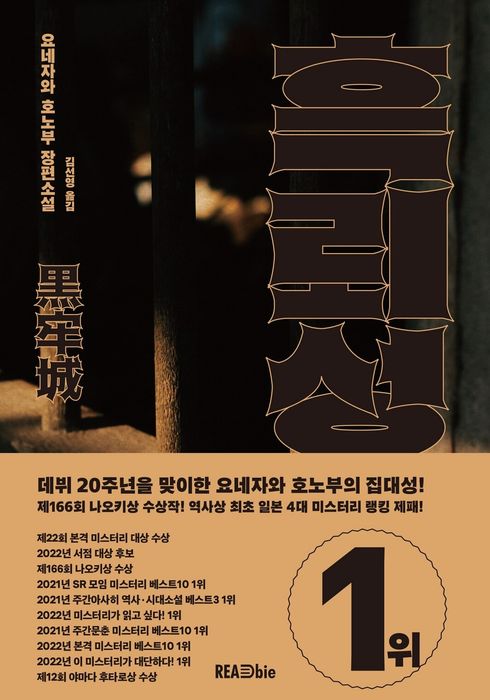 요네자와 호노부 장편소설
김선영 옮김
흑뢰성
黒牢城
데뷔 20주년을 맞이한 요네자와 호노부의 집대성!
제166회 나오키상 수상작! 역사상 최초 일본 4대 미스터리 랭킹 제패!
제22회 본격 미스터리 대상 수상
2022년 서점 대상 후보
제166회 나오키상 수상
2021년 SR 모임 미스터리 베스트10 1위
2021년 주간아사히 역사·시대소설 베스트3 1위
2022년 미스터리가 읽고 싶다! 1위
2021년 주간문춘 미스터리 베스트10 1위
2022년 본격 미스터리 베스트10 1위
2022년 이 미스터리가 대단하다! 1위
제12회 야마다 후타로상 수상
1위
READbie